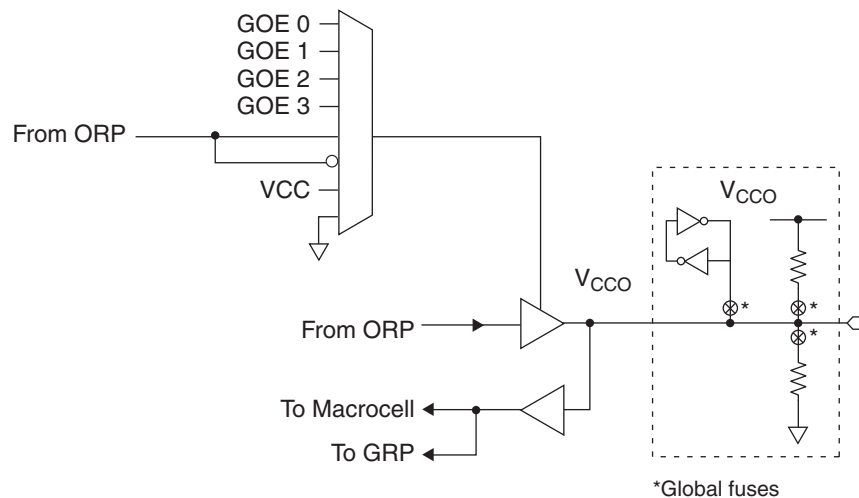 GOE 0
GOE 1
GOE 2
GOE 3
From ORP
VCC
VCCO
VCCO
*
*
*
From ORP
To Macrocell
To GRP
*Global fuses